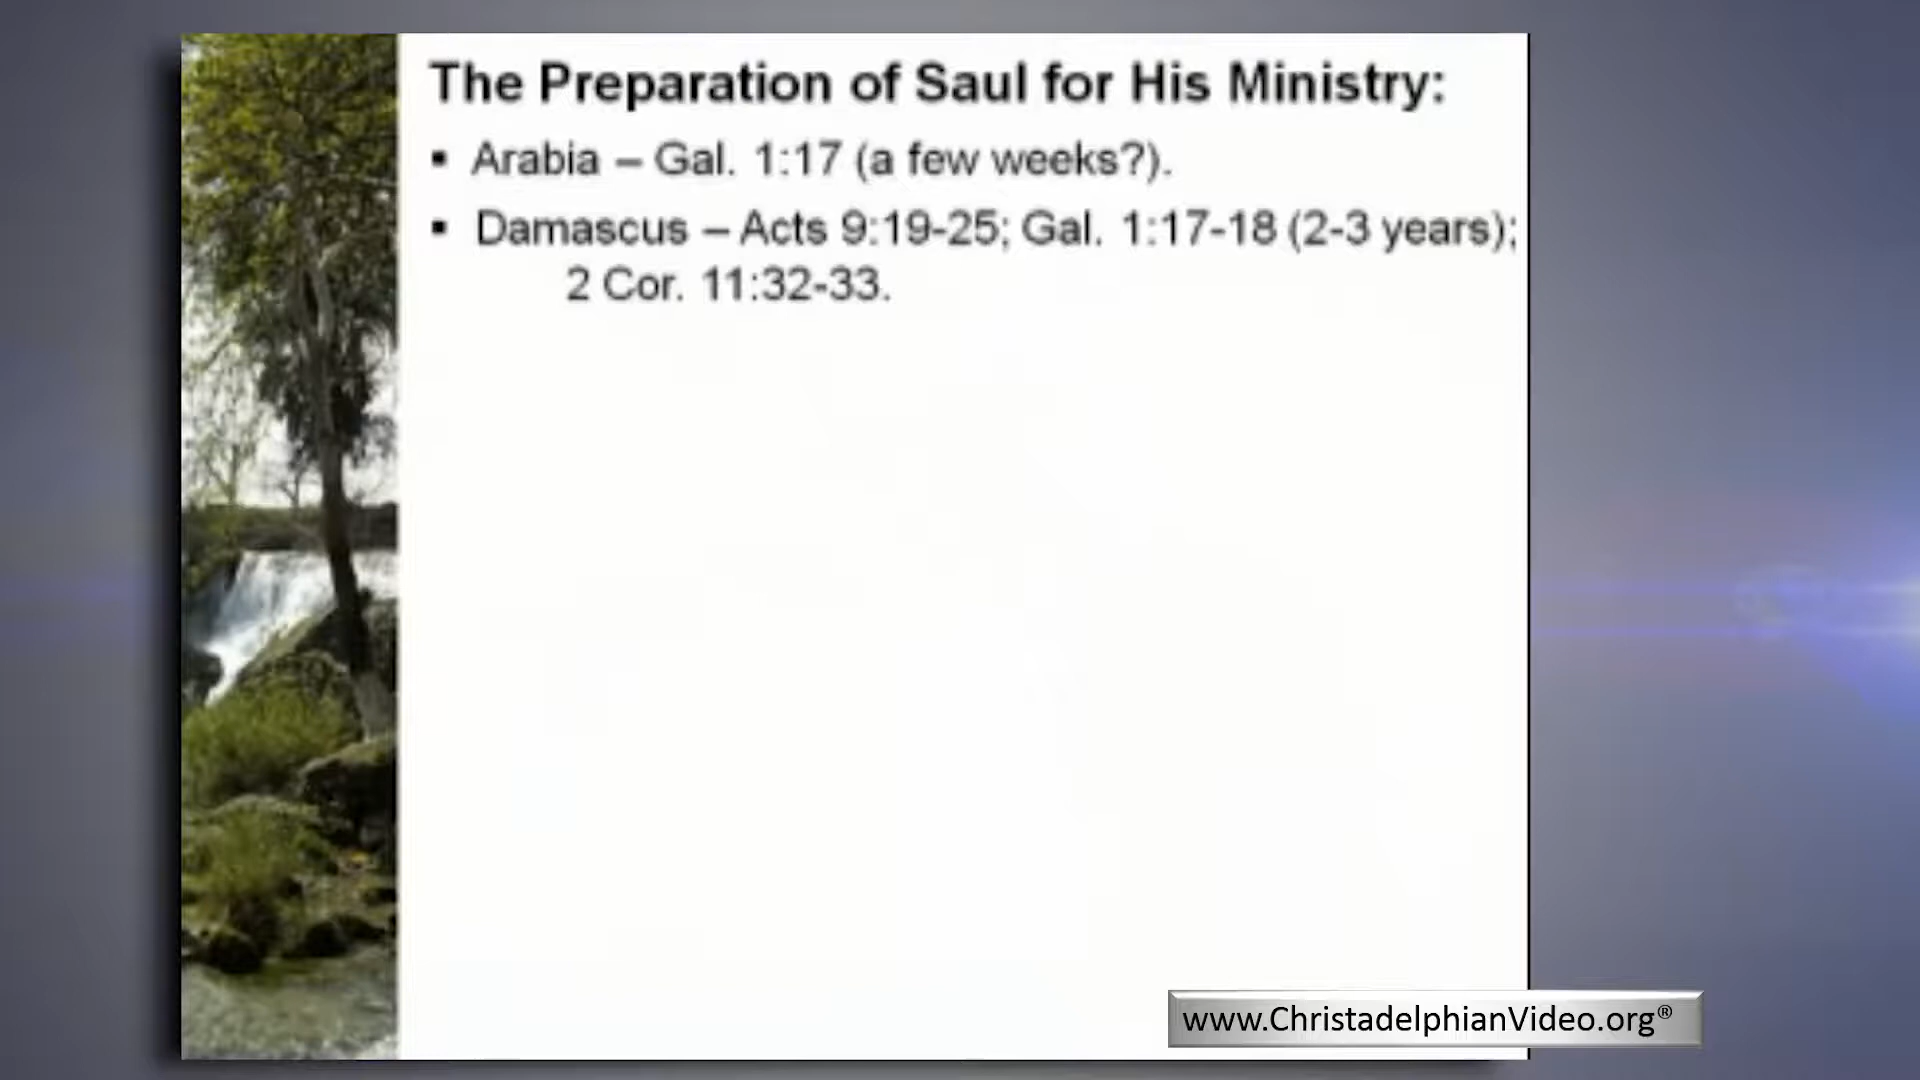 The Preparation of Saul for His Ministry:
▪ Arabia – Gal. 1:17 (a few weeks?).
▪ Damascus – Acts 9:19-25; Gal. 1:17-18 (2-3 years);
2 Cor. 11:32-33.
www.ChristadelphianVideo.org®